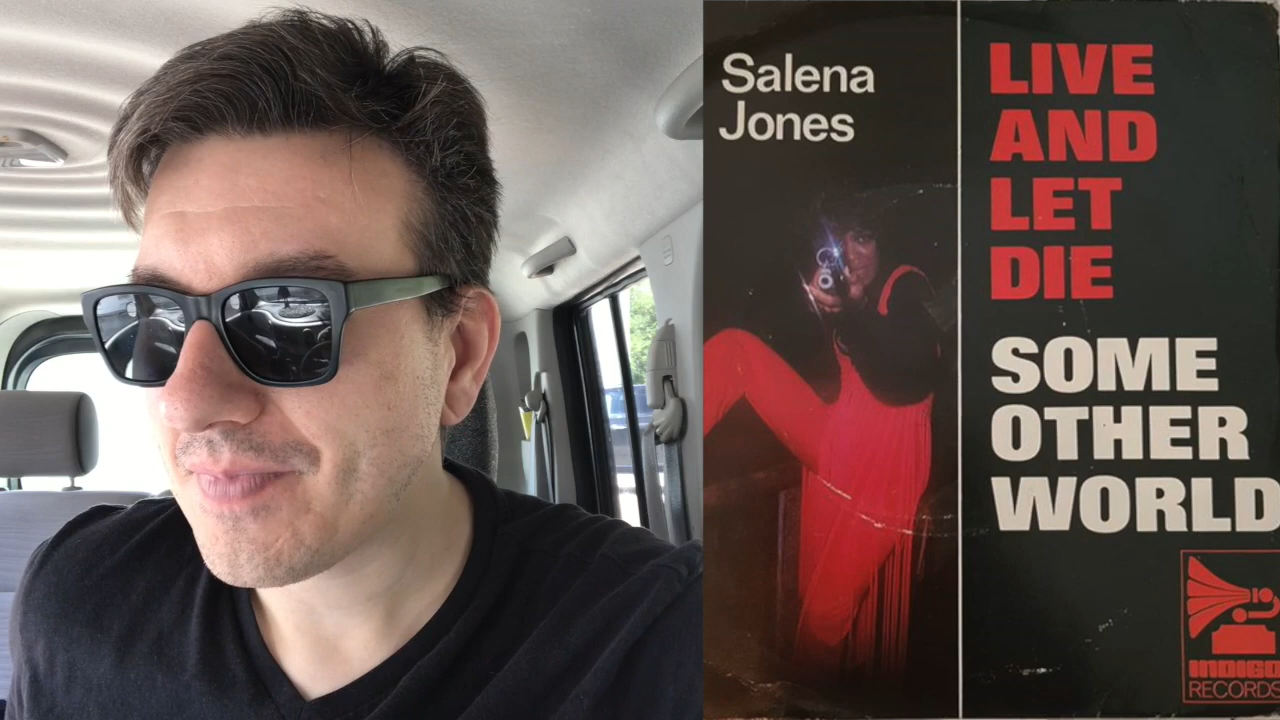 Salena
Jones
LIVE
AND
LET
DIE
SOME
OTHER
WORLD
INDIGO
RECORDS